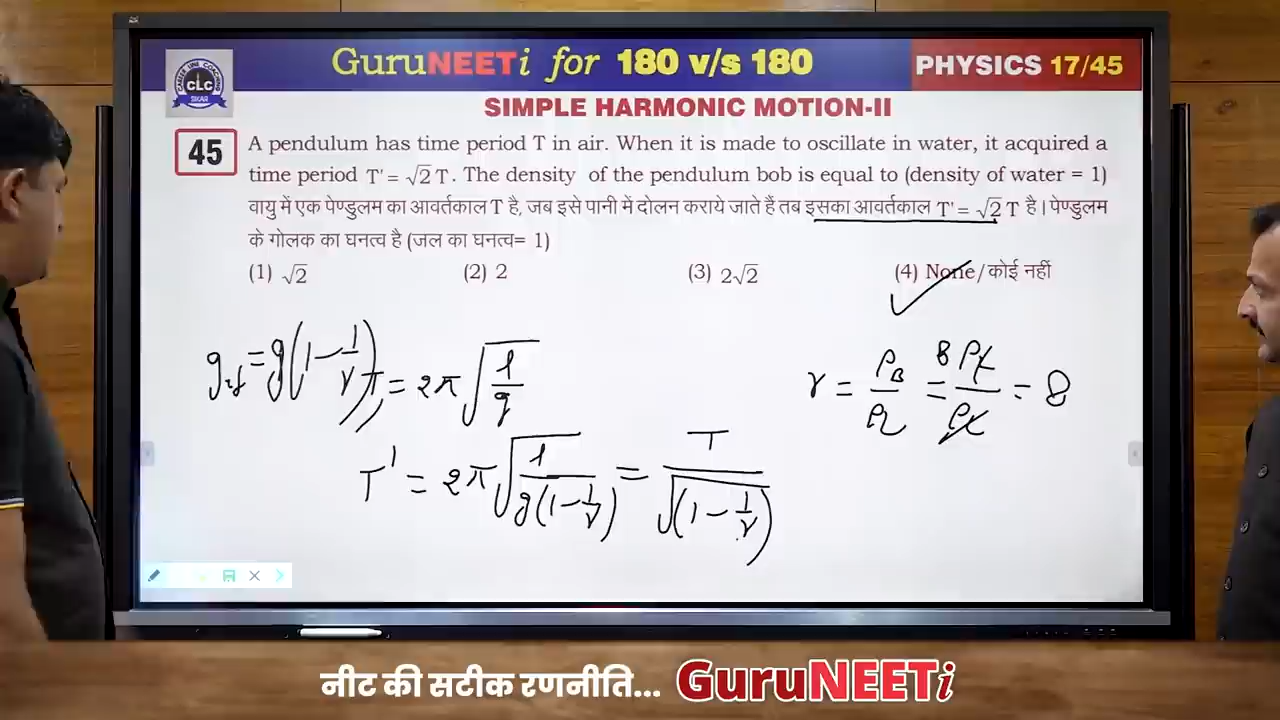 GuruNEETi for 180 v/s 180
PHYSICS 17/45
CLC
SIKAR
SIMPLE HARMONIC MOTION-II
45
A pendulum has time period T in air. When it is made to oscillate in water, it acquired a
time period T' = √2 T. The density of the pendulum bob is equal to (density of water = 1)
वायु में एक पेण्डुलम का आवर्तकाल T है, जब इसे पानी में दोलन कराये जाते हैं तब इसका आवर्तकाल T' = √2 T है। पेण्डुलम
के गोलक का घनत्व है (जल का घनत्व= 1)
(1) √2 (2) 2 (3) 2√2 (4) None/कोई नहीं
g = g(1 - 1/r)
T = 2π√(l/g)
r = ρB/ρL = 8ρL/ρL = 8
T' = 2π√(l/g(1 - 1/r)) = T/√(1 - 1/r)
नीट की सटीक रणनीति... GuruNEETi